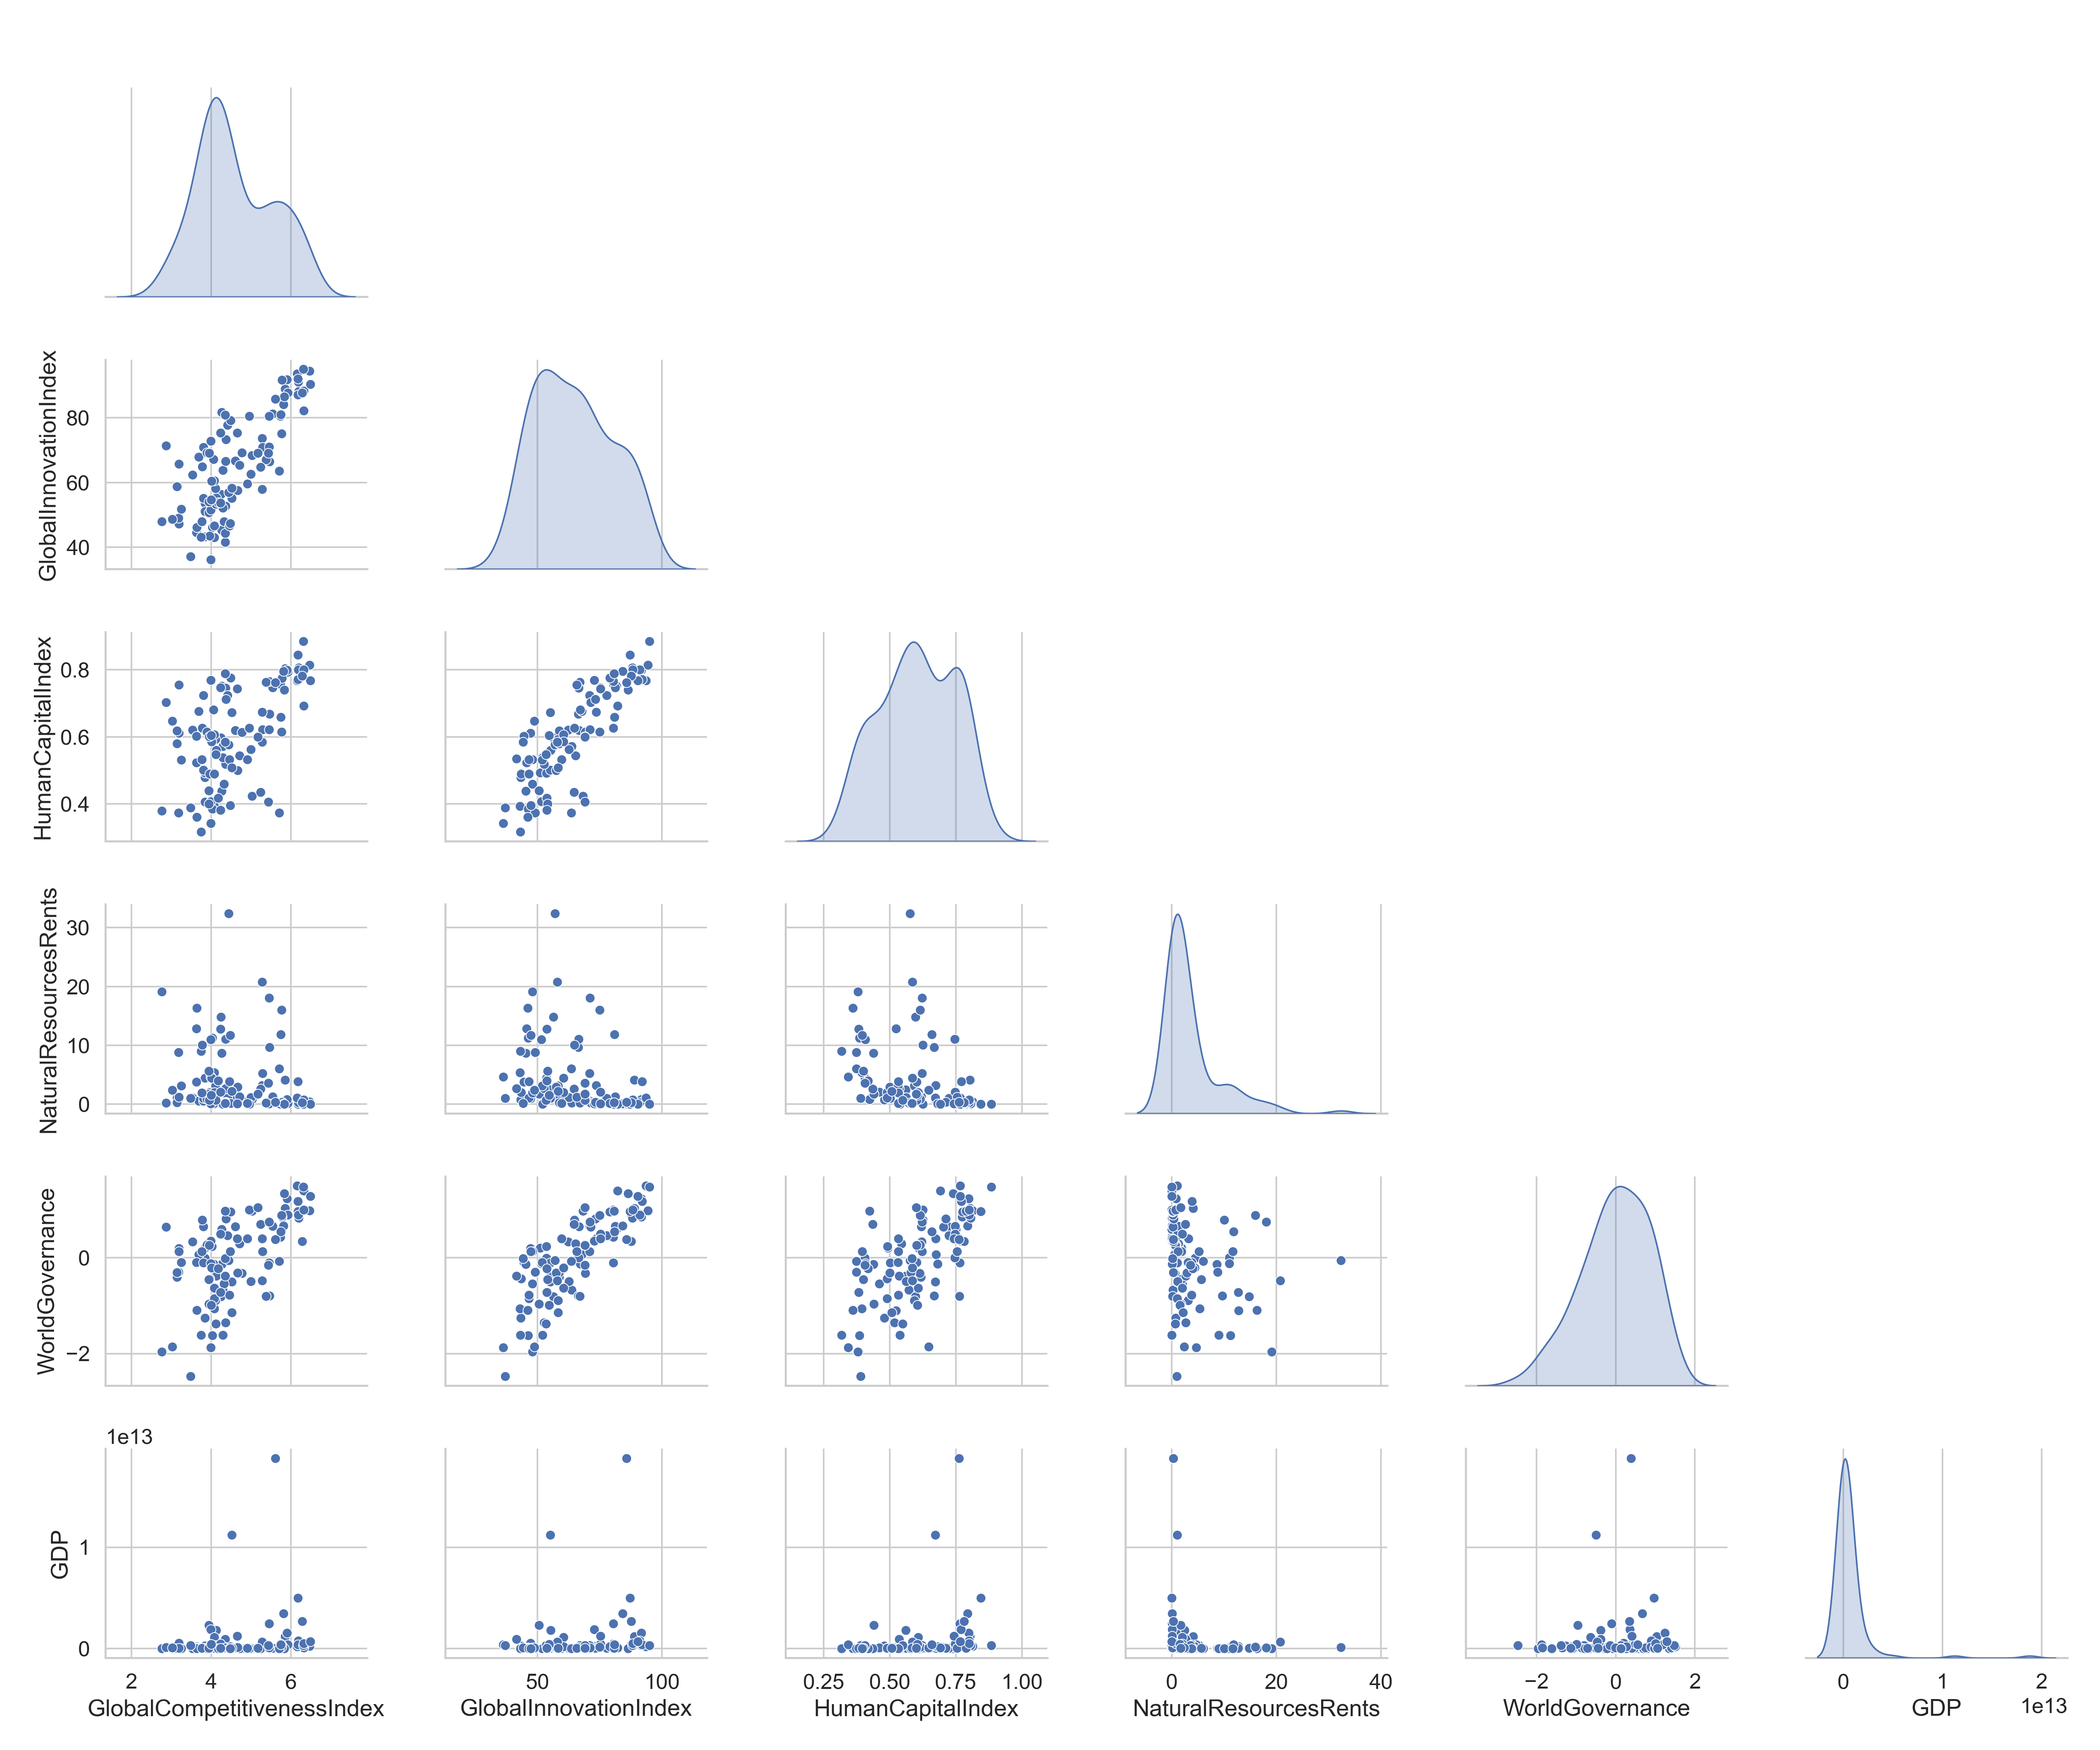 GlobalInnovationIndex
80
60
40
HumanCapitalIndex
0.8
0.6
0.4
NaturalResourcesRents
30
20
10
0
WorldGovernance
0
−2
1e13
GDP
1
0
2 4 6 50 100 0.25 0.50 0.75 1.00 0 20 40 −2 0 2 0 1 2
GlobalCompetitivenessIndex GlobalInnovationIndex HumanCapitalIndex NaturalResourcesRents WorldGovernance GDP 1e13